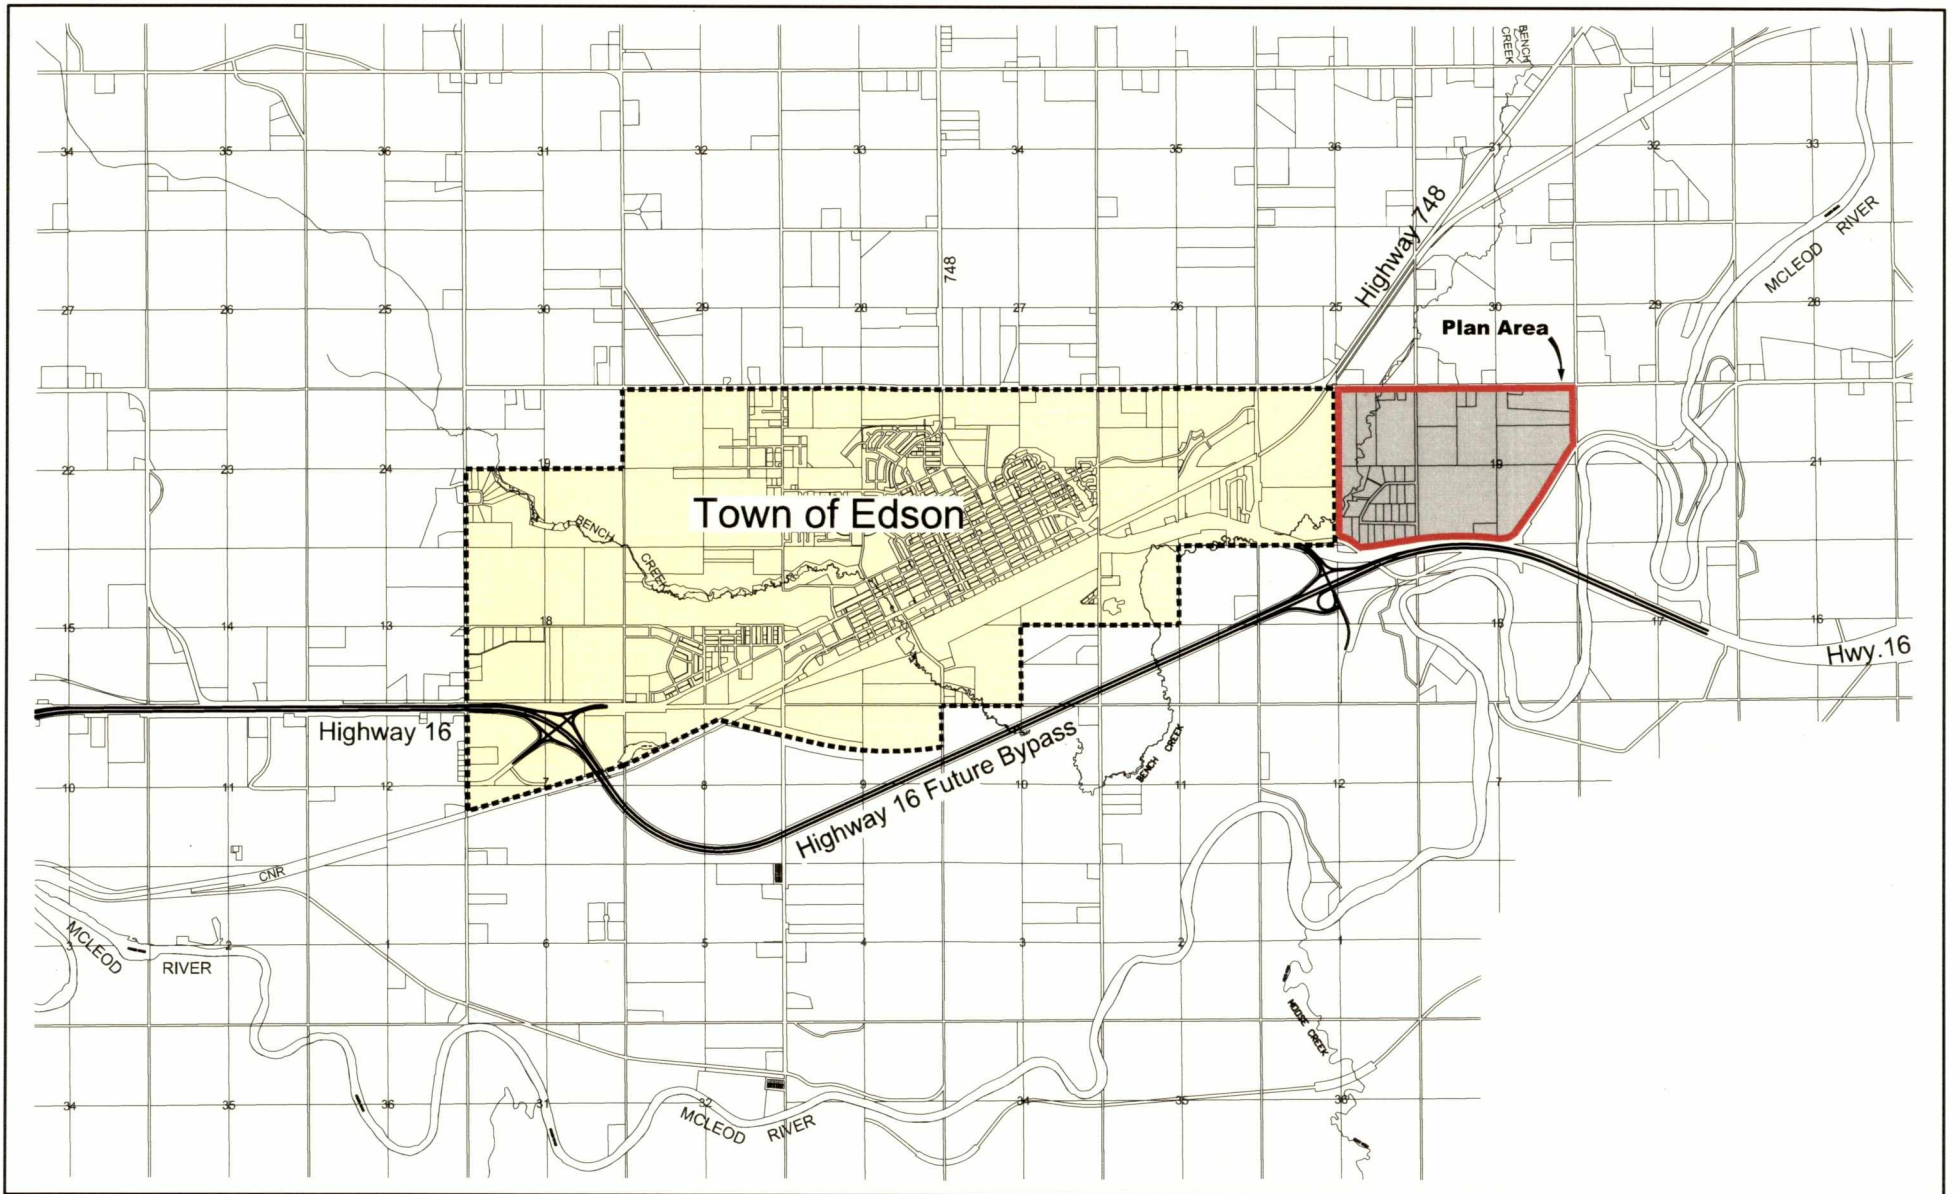 BENCH
CREEK
34 35 36 31 32 33 34 35 36 31 32 33
Highway 748
MCLEOD RIVER
748
27 26 25 30 29 28 27 26 25 30 29 28
Plan Area
22 23 24 19 19 21
Town of Edson
BENCH CREEK
15 14 13 18 18 17 16
Hwy.16
Highway 16
Highway 16 Future Bypass
BENCH CREEK
10 11 12 7 8 9 10 11 12 7
CNR
MCLEOD RIVER
3 2 1 6 5 4 3 2 1
MOOSE CREEK
34 35 36 31 32 34 35 36
MCLEOD RIVER